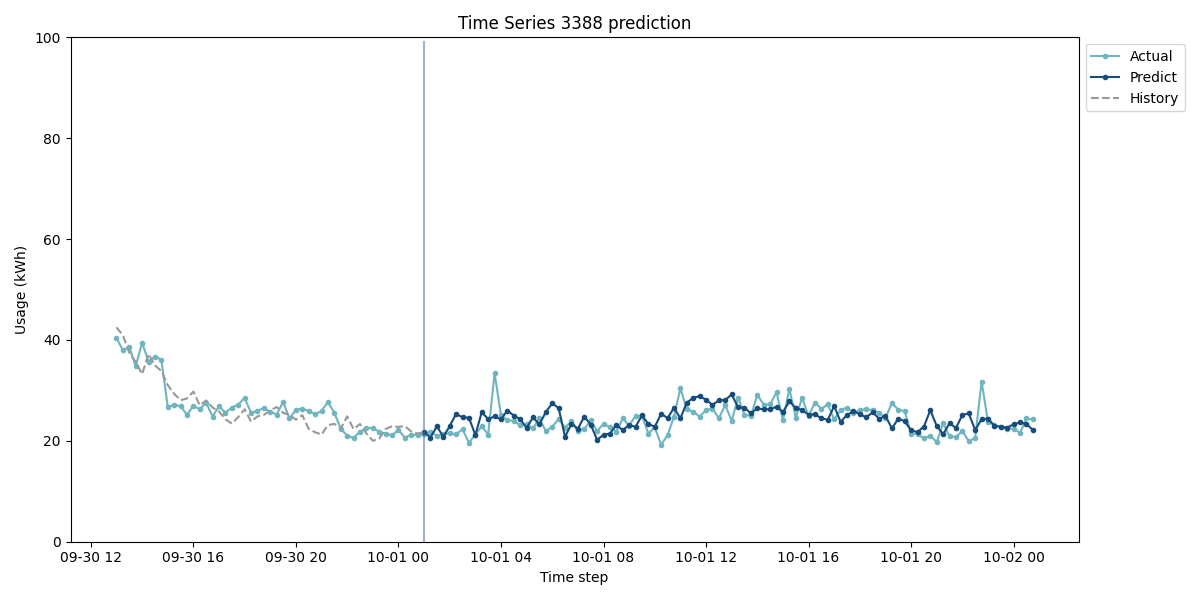 Time Series 3388 prediction
100
80
60
40
20
0
Usage (kWh)
09-30 12
09-30 16
09-30 20
10-01 00
10-01 04
10-01 08
10-01 12
10-01 16
10-01 20
10-02 00
Time step
Actual
Predict
History